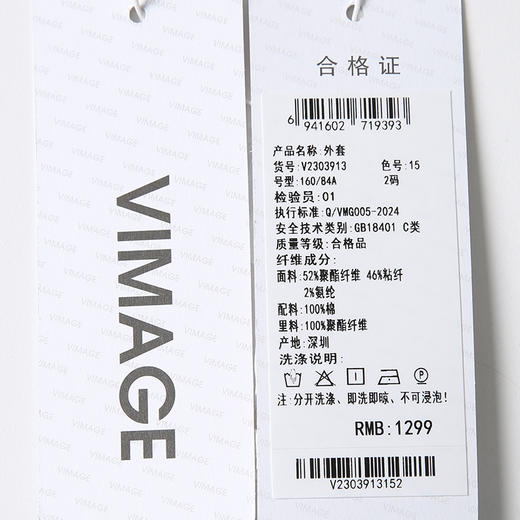 VIMAGE
合格证
6 941602 719393
产品名称:外套
货号:V2303913 色号:15
号型:160/84A 2码
检验员:01
执行标准:Q/VMG005-2024
安全技术类别:GB18401 C类
质量等级:合格品
纤维成分:
面料:52%聚酯纤维 46%粘纤
2%氨纶
配料:100%棉
里料:100%聚酯纤维
产地:深圳
洗涤说明:
注:分开洗涤、即洗即晾、不可浸泡!
RMB:1299
V2303913152